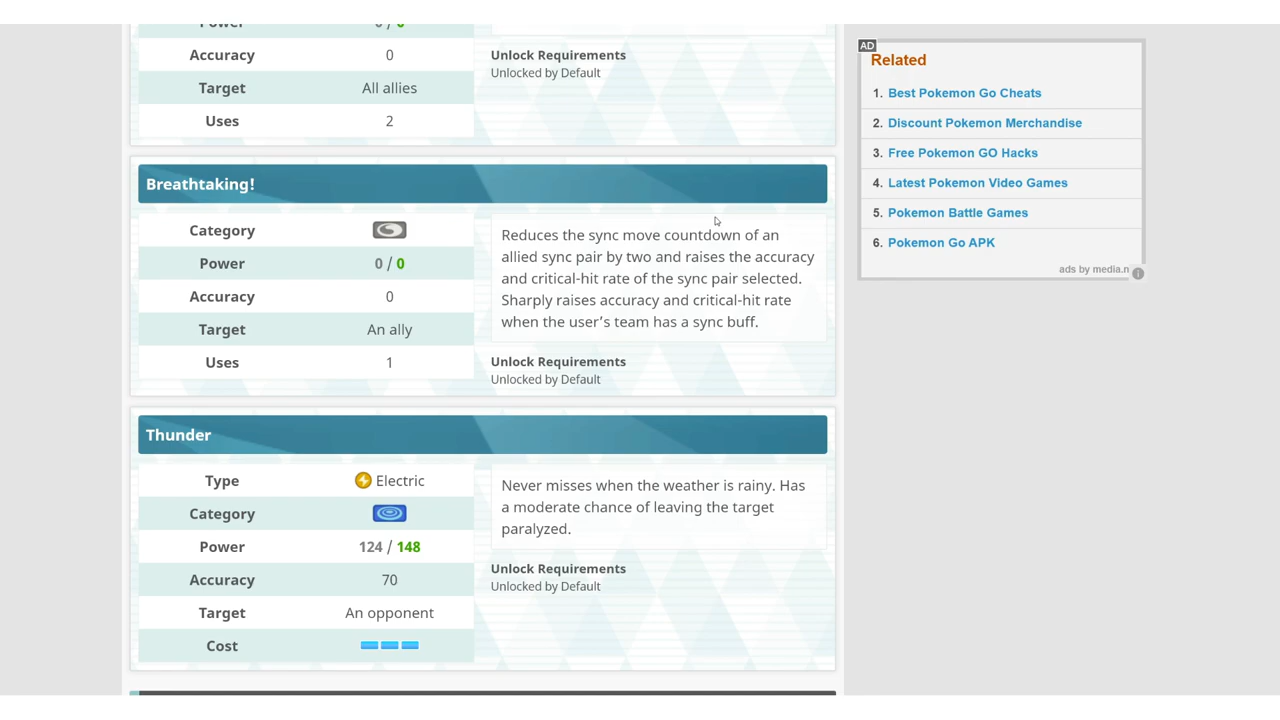 Power 0 / 0
Accuracy 0
Target All allies
Uses 2
Unlock Requirements
Unlocked by Default
Breathtaking!
Category
Power 0 / 0
Accuracy 0
Target An ally
Uses 1
Reduces the sync move countdown of an
allied sync pair by two and raises the accuracy
and critical-hit rate of the sync pair selected.
Sharply raises accuracy and critical-hit rate
when the user's team has a sync buff.
Unlock Requirements
Unlocked by Default
Thunder
Type Electric
Category
Power 124 / 148
Accuracy 70
Target An opponent
Cost
Never misses when the weather is rainy. Has
a moderate chance of leaving the target
paralyzed.
Unlock Requirements
Unlocked by Default
AD
Related
1. Best Pokemon Go Cheats
2. Discount Pokemon Merchandise
3. Free Pokemon GO Hacks
4. Latest Pokemon Video Games
5. Pokemon Battle Games
6. Pokemon Go APK
ads by media.n